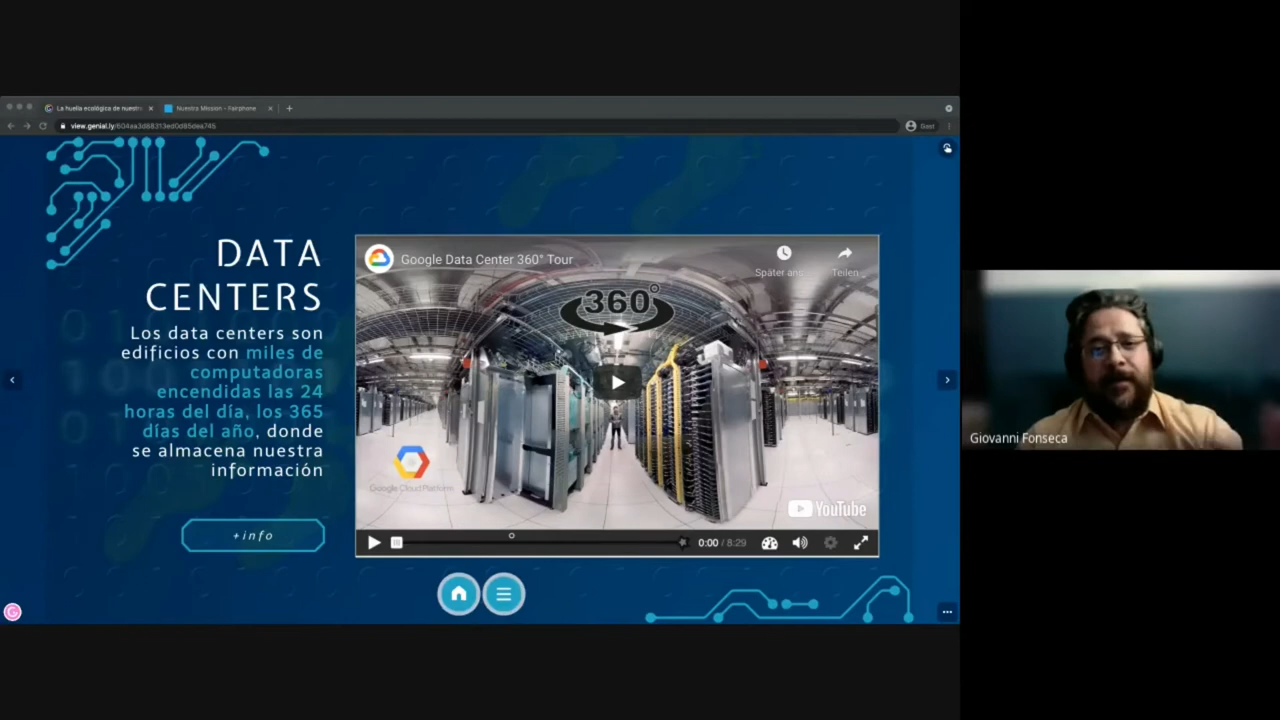 La huella ecológica de nuestr
Nuestra Mission - Fairphone
view.genial.ly/604aa3d88313ed0d85dea745
Gast
DATA
CENTERS
Los data centers son
edificios con miles de
computadoras
encendidas las 24
horas del día, los 365
días del año, donde
se almacena nuestra
información
+info
Google Data Center 360° Tour
Später ans
Teilen
360°
Google Cloud Platform
YouTube
0:00 / 8:29
Giovanni Fonseca